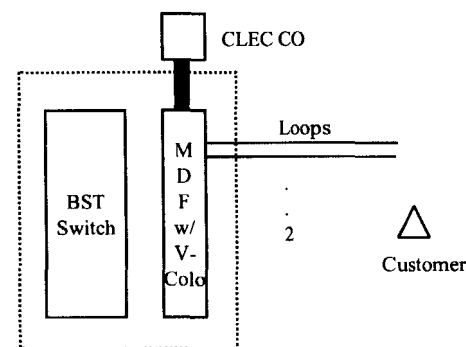 CLEC CO
Loops
M
D
F
w/
V-
Colo
BST
Switch
.
.
2
Customer